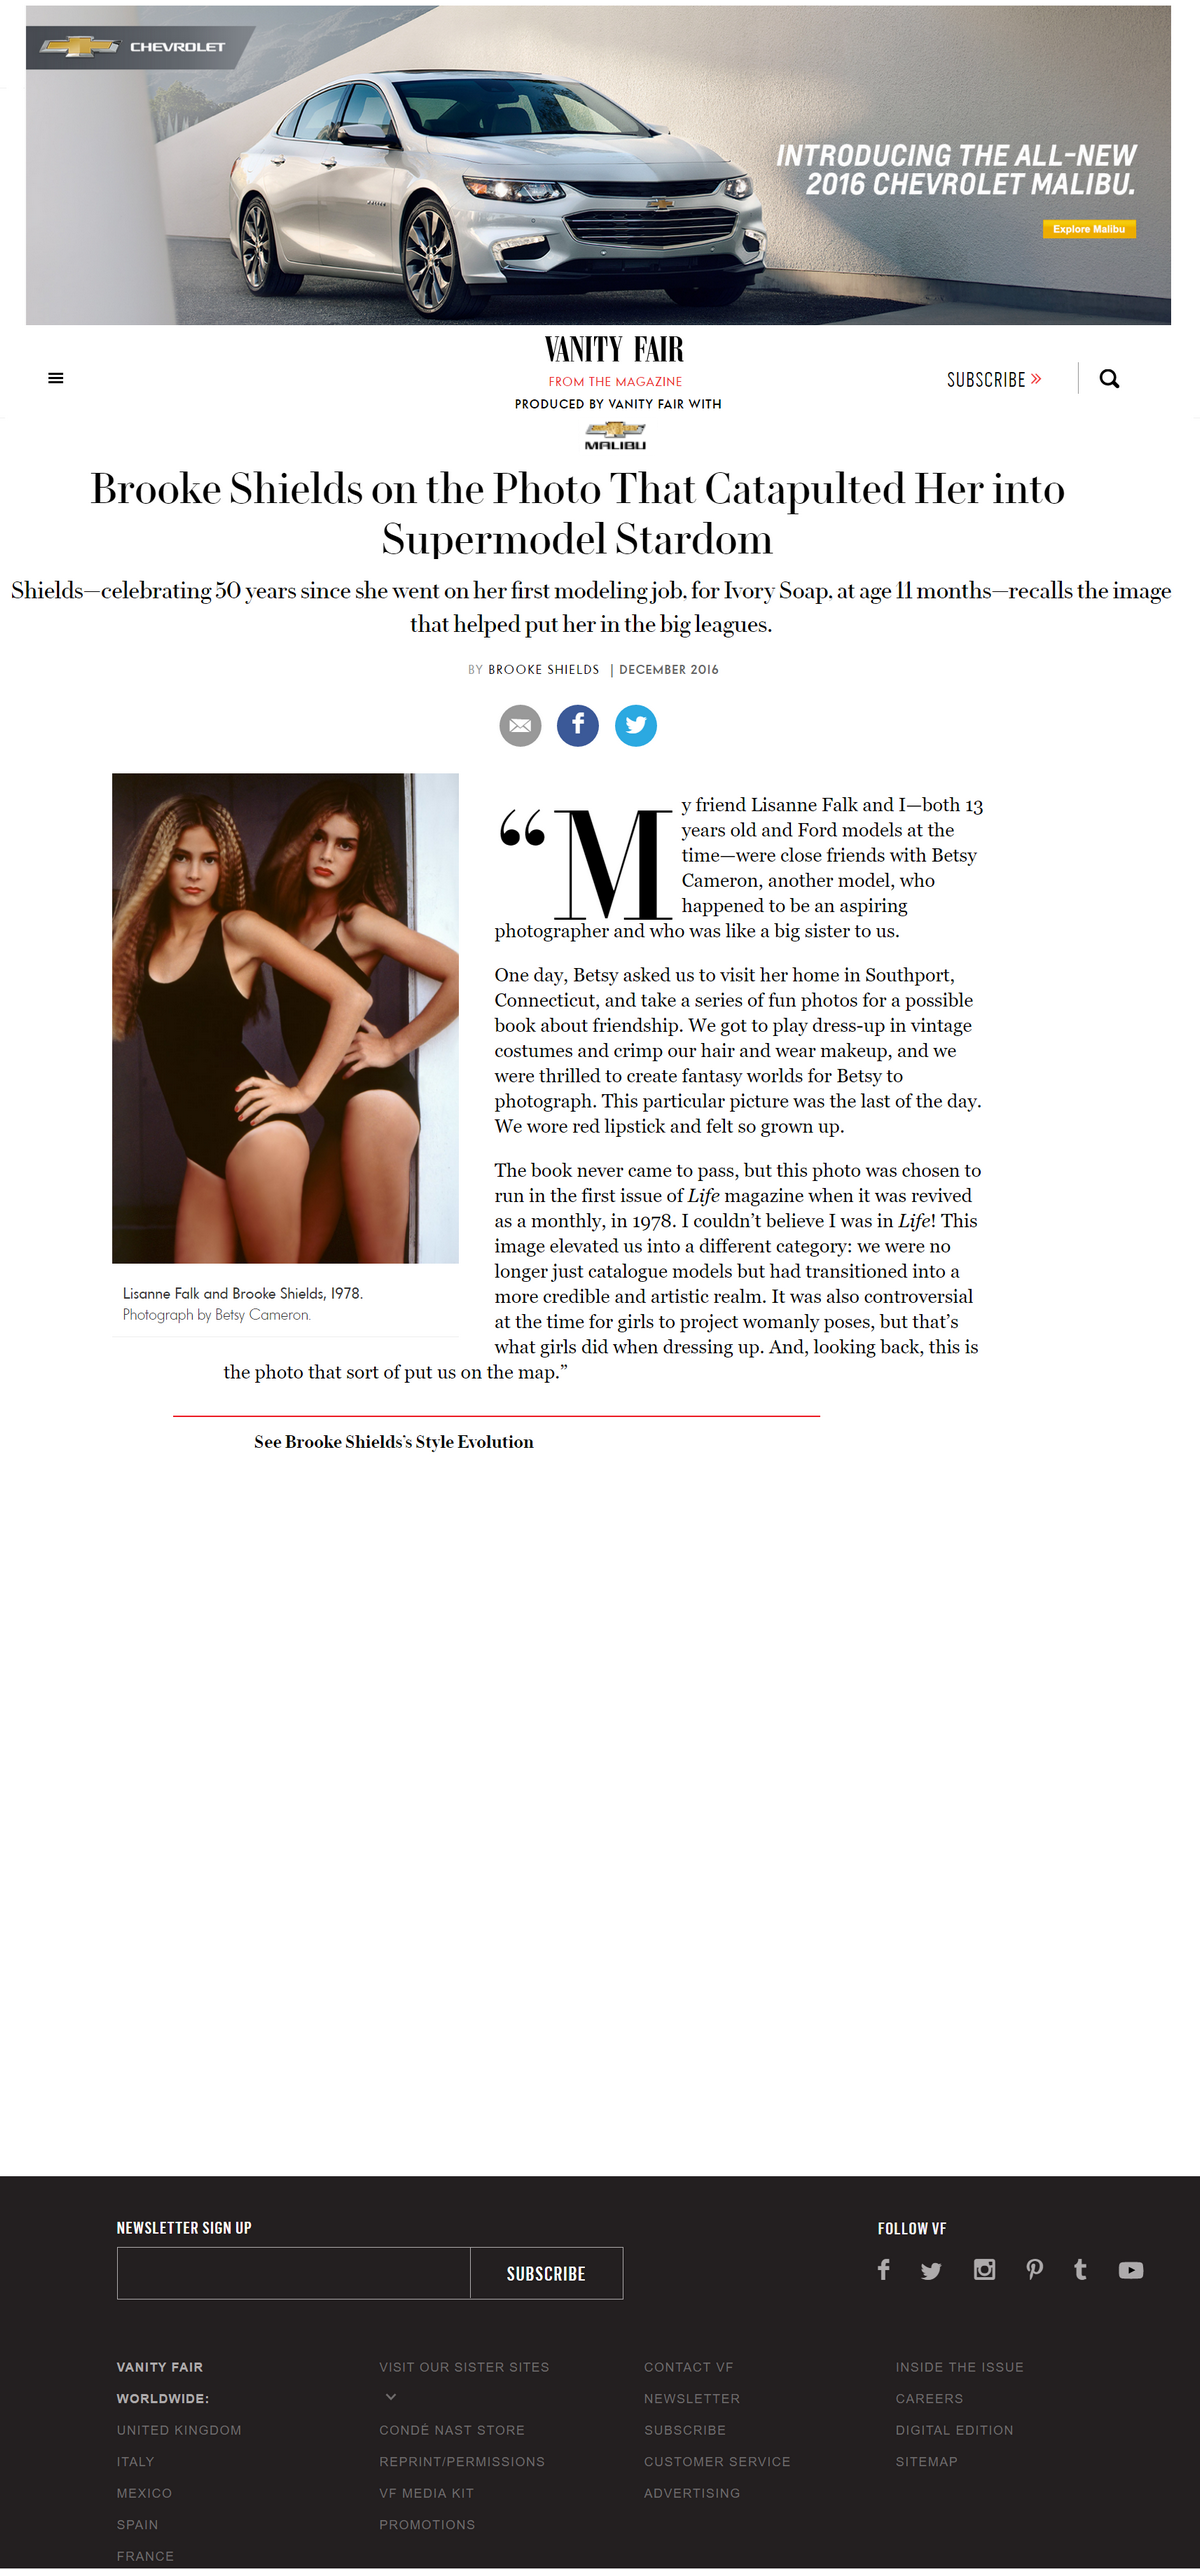 CHEVROLET
INTRODUCING THE ALL-NEW
2016 CHEVROLET MALIBU.
Explore Malibu
VANITY FAIR
FROM THE MAGAZINE
SUBSCRIBE »
PRODUCED BY VANITY FAIR WITH
MALIBU
Brooke Shields on the Photo That Catapulted Her into
Supermodel Stardom
Shields—celebrating 50 years since she went on her first modeling job, for Ivory Soap, at age 11 months—recalls the image
that helped put her in the big leagues.
BY BROOKE SHIELDS | DECEMBER 2016
“My friend Lisanne Falk and I—both 13
years old and Ford models at the
time—were close friends with Betsy
Cameron, another model, who
happened to be an aspiring
photographer and who was like a big sister to us.
One day, Betsy asked us to visit her home in Southport,
Connecticut, and take a series of fun photos for a possible
book about friendship. We got to play dress-up in vintage
costumes and crimp our hair and wear makeup, and we
were thrilled to create fantasy worlds for Betsy to
photograph. This particular picture was the last of the day.
We wore red lipstick and felt so grown up.
The book never came to pass, but this photo was chosen to
run in the first issue of Life magazine when it was revived
as a monthly, in 1978. I couldn’t believe I was in Life! This
image elevated us into a different category: we were no
longer just catalogue models but had transitioned into a
more credible and artistic realm. It was also controversial
at the time for girls to project womanly poses, but that’s
what girls did when dressing up. And, looking back, this is
the photo that sort of put us on the map.”
Lisanne Falk and Brooke Shields, 1978.
Photograph by Betsy Cameron.
See Brooke Shields’s Style Evolution
NEWSLETTER SIGN UP
SUBSCRIBE
FOLLOW VF
VANITY FAIR
WORLDWIDE:
UNITED KINGDOM
ITALY
MEXICO
SPAIN
FRANCE
VISIT OUR SISTER SITES
CONDÉ NAST STORE
REPRINT/PERMISSIONS
VF MEDIA KIT
PROMOTIONS
CONTACT VF
NEWSLETTER
SUBSCRIBE
CUSTOMER SERVICE
ADVERTISING
INSIDE THE ISSUE
CAREERS
DIGITAL EDITION
SITEMAP